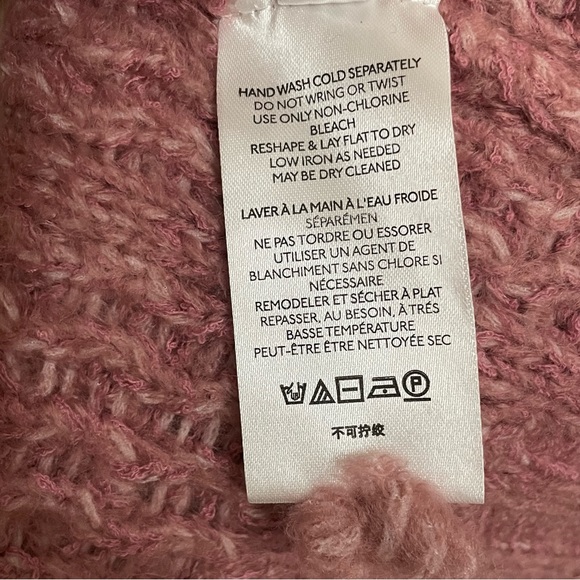 HAND WASH COLD SEPARATELY
DO NOT WRING OR TWIST
USE ONLY NON-CHLORINE
BLEACH
RESHAPE & LAY FLAT TO DRY
LOW IRON AS NEEDED
MAY BE DRY CLEANED
LAVER À LA MAIN À L'EAU FROIDE
SÉPARÉMEN
NE PAS TORDRE OU ESSORER
UTILISER UN AGENT DE
BLANCHIMENT SANS CHLORE SI
NÉCESSAIRE
REMODELER ET SÉCHER À PLAT
REPASSER, AU BESOIN, À TRÉS
BASSE TEMPÉRATURE
PEUT-ÊTRE ÊTRE NETTOYÉE SEC
P
不可拧绞